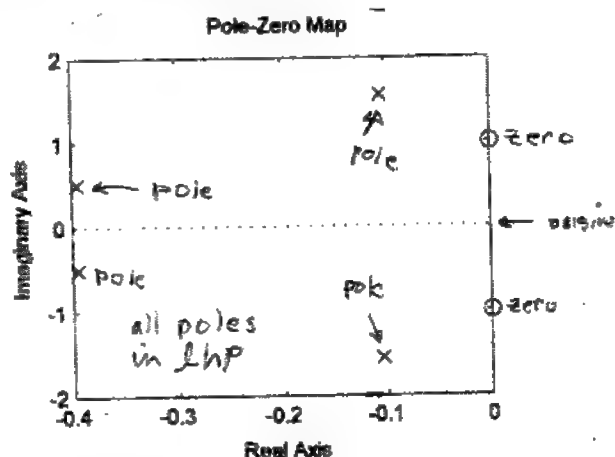 Pole-Zero Map
2
1
0
-1
-2
Imaginary Axis
pole
zero
pole
pole
pole
zero
all poles
in lhp
-0.4
-0.3
-0.2
-0.1
0
Real Axis